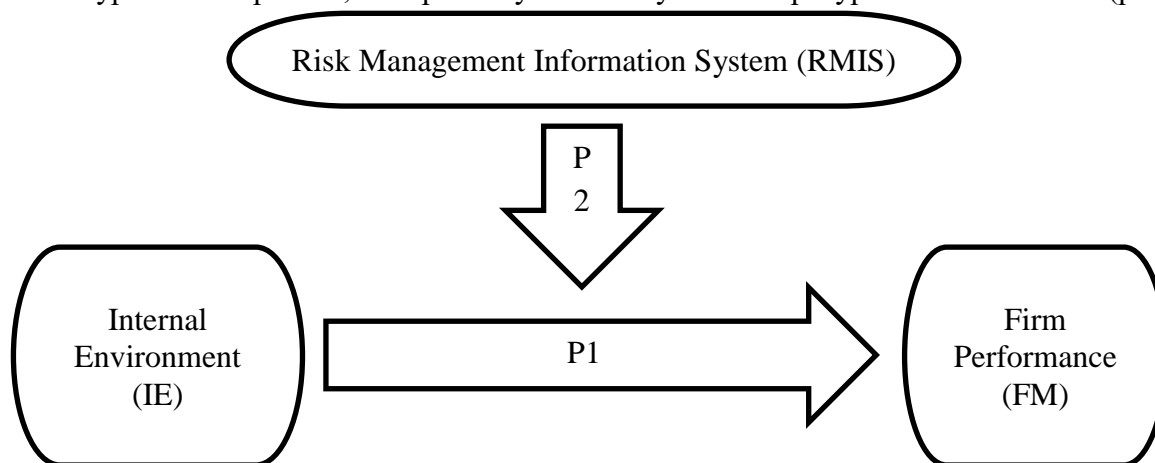 Risk Management Information System (RMIS)
P
2
Internal
Environment
(IE)
P1
Firm
Performance
(FM)